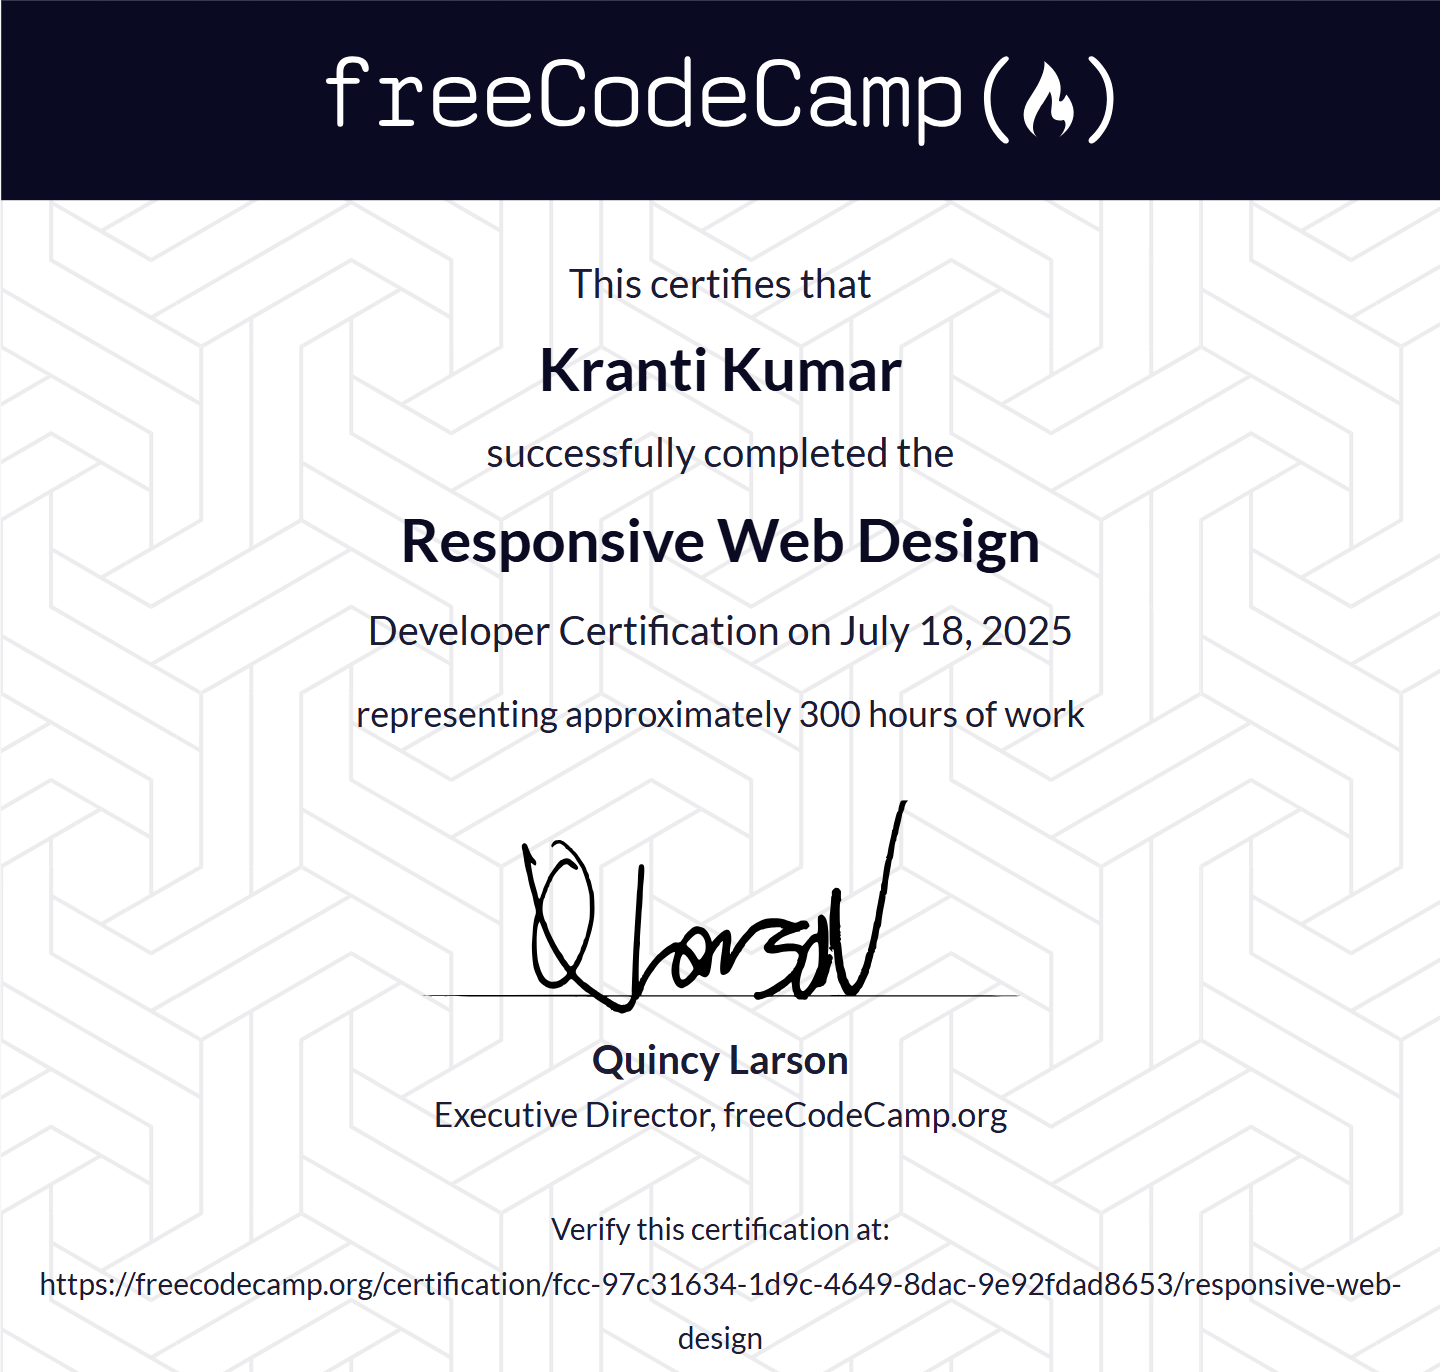 freeCodeCamp
This certifies that
Kranti Kumar
successfully completed the
Responsive Web Design
Developer Certification on July 18, 2025
representing approximately 300 hours of work
QLarson
Quincy Larson
Executive Director, freeCodeCamp.org
Verify this certification at:
https://freecodecamp.org/certification/fcc-97c31634-1d9c-4649-8dac-9e92fdad8653/responsive-web-
design